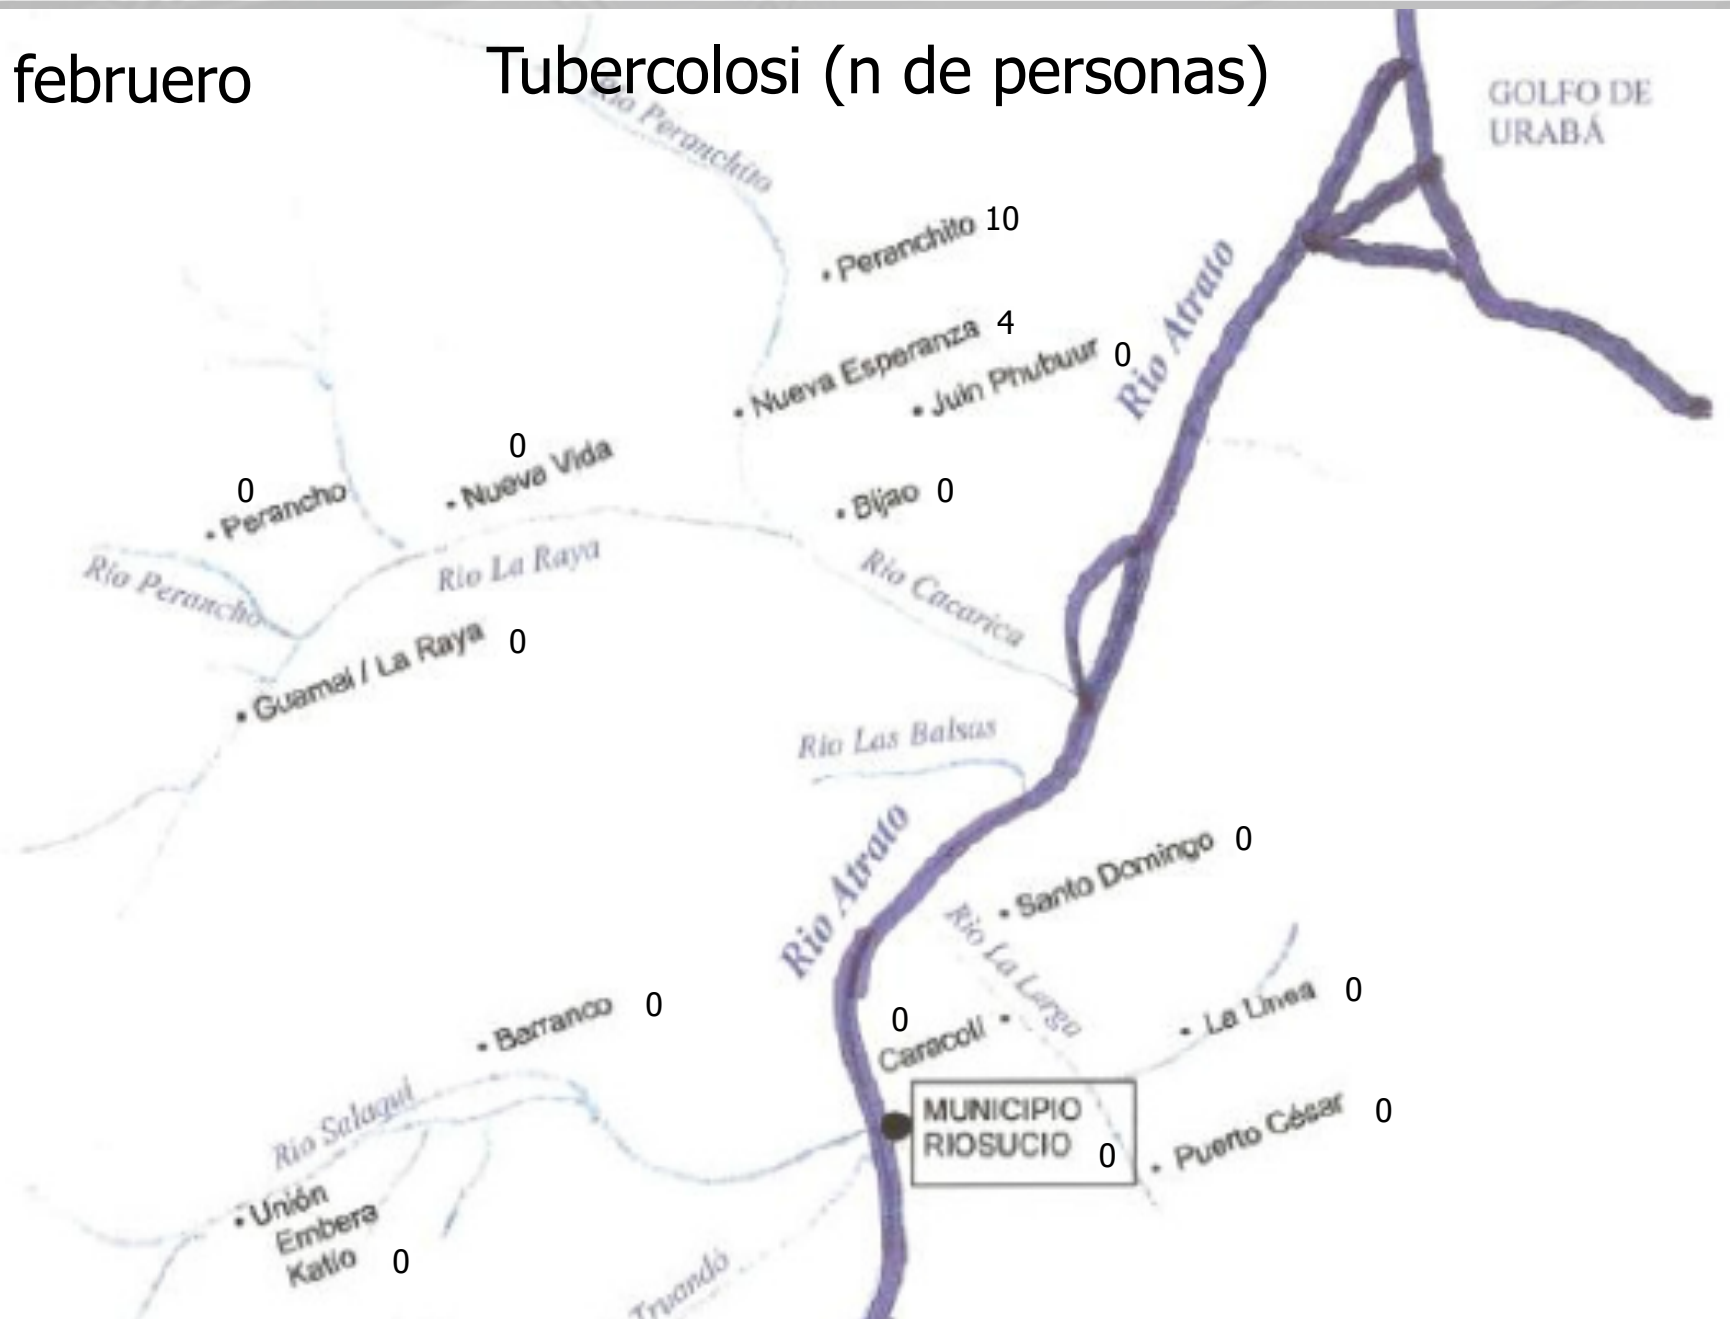 februero
Tubercolosi (n de personas)
Rio Peranchito
GOLFO DE
URABÁ
Peranchito 10
Nueva Esperanza 4
Juin Phubuur 0
Rio Atrato
0
Nueva Vida
0
Perancho
Bijao 0
Rio Perancho
Rio La Raya
Rio Cacarica
Guamal / La Raya 0
Rio Las Balsas
Rio Atrato
Santo Domingo 0
Rio La Larga
Barranco 0
0
Caracolí
La Linea 0
MUNICIPIO
RIOSUCIO 0
Puerto César 0
Rio Salaquí
Unión
Embera
Katío 0
Truandó